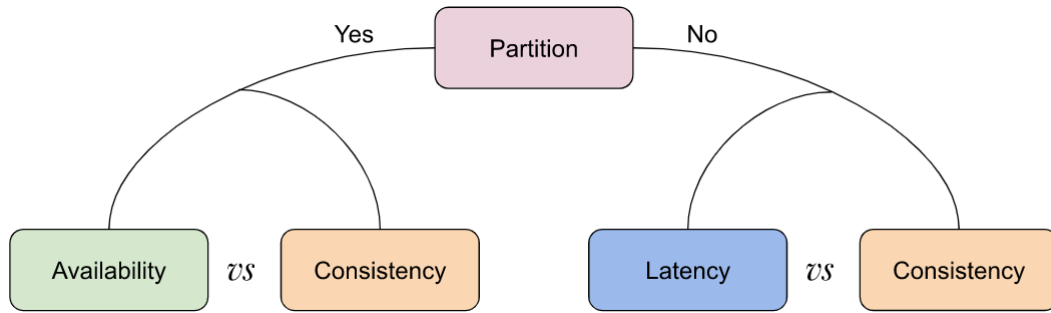 Yes
Partition
No
Availability vs Consistency
Latency vs Consistency